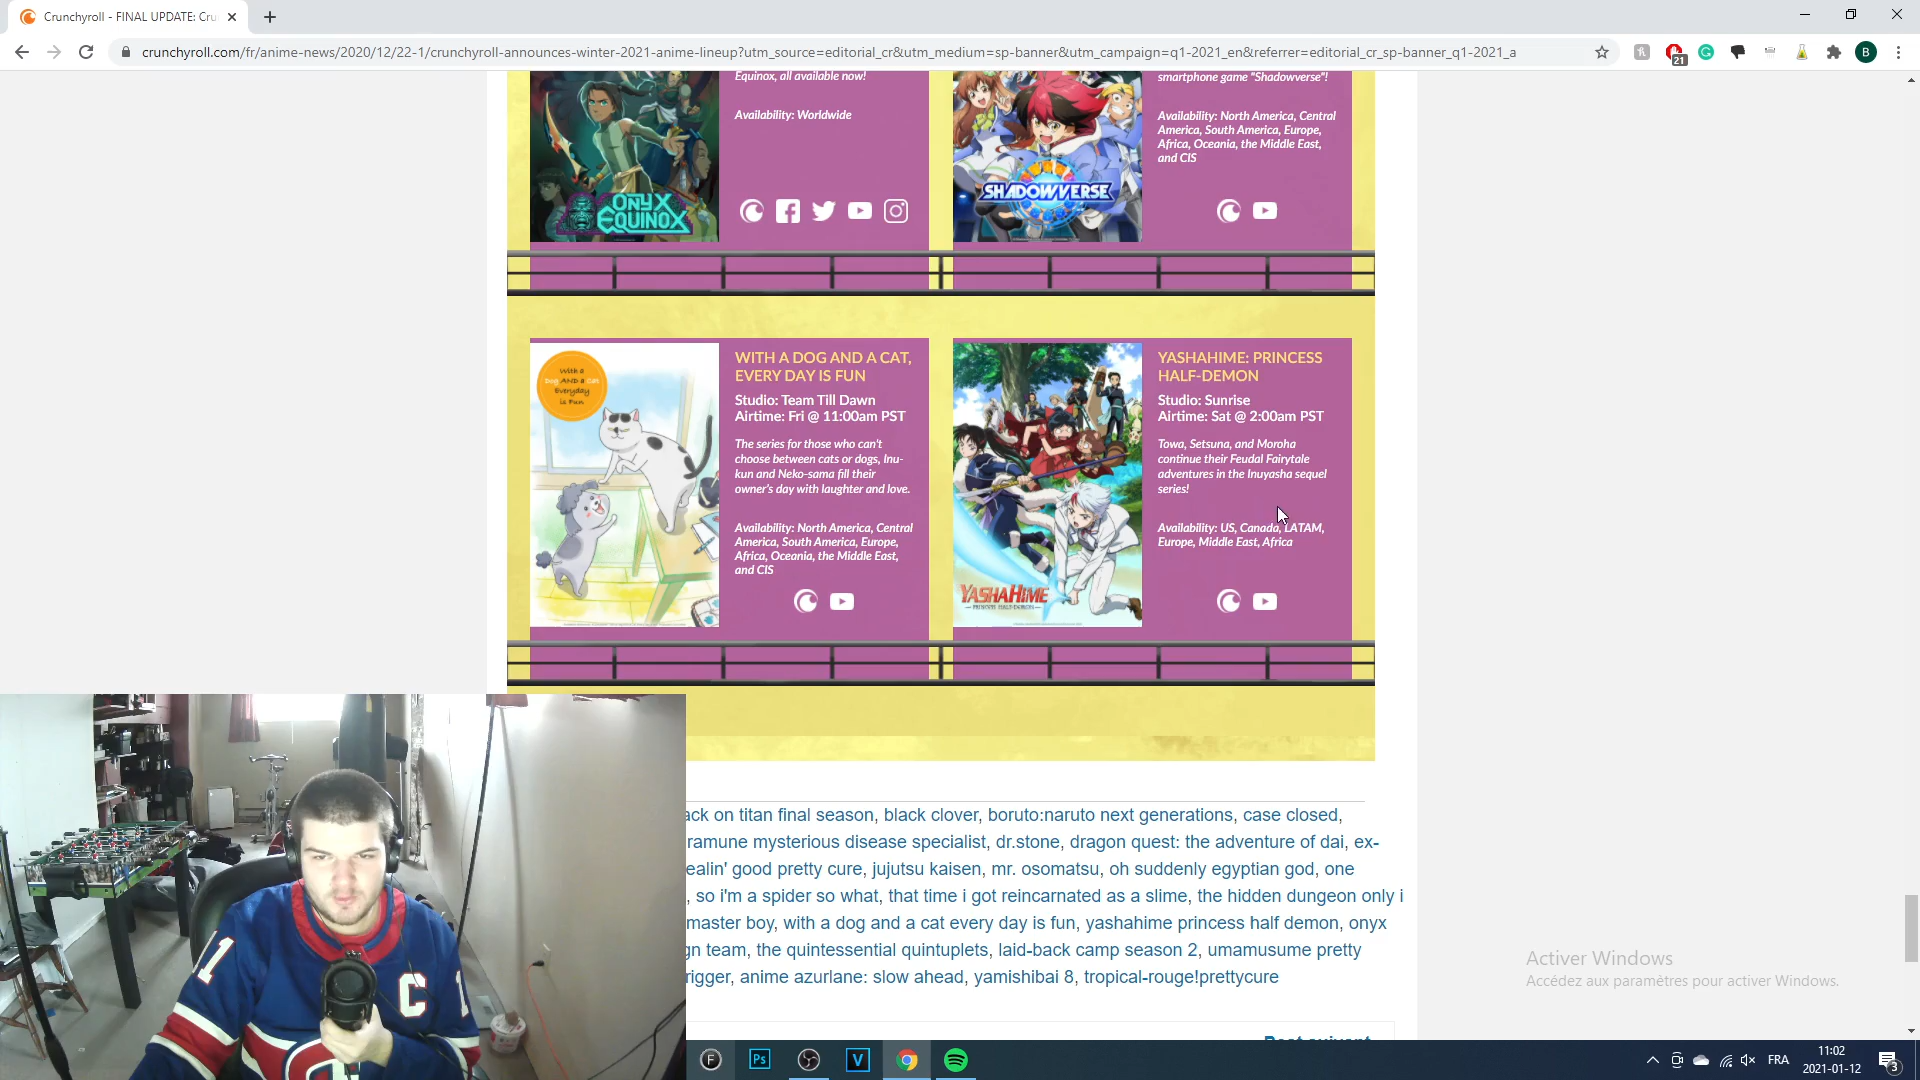 Crunchyroll - FINAL UPDATE: Cru
crunchyroll.com/fr/anime-news/2020/12/22-1/crunchyroll-announces-winter-2021-anime-lineup?utm_source=editorial_cr&utm_medium=sp-banner&utm_campaign=q1-2021_en&referrer=editorial_cr_sp-banner_q1-2021_a
21
B
Equinox, all available now!
Availability: Worldwide
ONYX
EQUINOX
smartphone game "Shadowverse"!
Availability: North America, Central
America, South America, Europe,
Africa, Oceania, the Middle East,
and CIS
SHADOWVERSE
With a
Dog AND a Cat
Everyday
is Fun
WITH A DOG AND A CAT,
EVERY DAY IS FUN
Studio: Team Till Dawn
Airtime: Fri @ 11:00am PST
The series for those who can't
choose between cats or dogs, Inu-
kun and Neko-sama fill their
owner's day with laughter and love.
Availability: North America, Central
America, South America, Europe,
Africa, Oceania, the Middle East,
and CIS
YASHAHIME
PRINCESS HALF-DEMON
YASHAHIME: PRINCESS
HALF-DEMON
Studio: Sunrise
Airtime: Sat @ 2:00am PST
Towa, Setsuna, and Moroha
continue their Feudal Fairytale
adventures in the Inuyasha sequel
series!
Availability: US, Canada, LATAM,
Europe, Middle East, Africa
ack on titan final season, black clover, boruto:naruto next generations, case closed,
ramune mysterious disease specialist, dr.stone, dragon quest: the adventure of dai, ex-
ealin' good pretty cure, jujutsu kaisen, mr. osomatsu, oh suddenly egyptian god, one
, so i'm a spider so what, that time i got reincarnated as a slime, the hidden dungeon only i
master boy, with a dog and a cat every day is fun, yashahime princess half demon, onyx
gn team, the quintessential quintuplets, laid-back camp season 2, umamusume pretty
rigger, anime azurlane: slow ahead, yamishibai 8, tropical-rouge!prettycure
Activer Windows
Accédez aux paramètres pour activer Windows.
C
F
Ps
V
FRA
11:02
2021-01-12
3